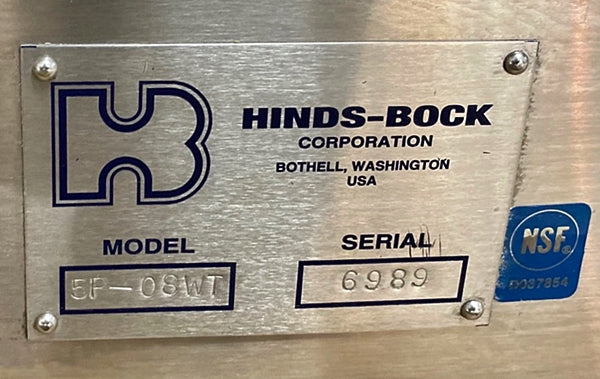 HINDS-BOCK
CORPORATION
BOTHELL, WASHINGTON
USA
MODEL
SERIAL
5P-08WT
6989
NSF®